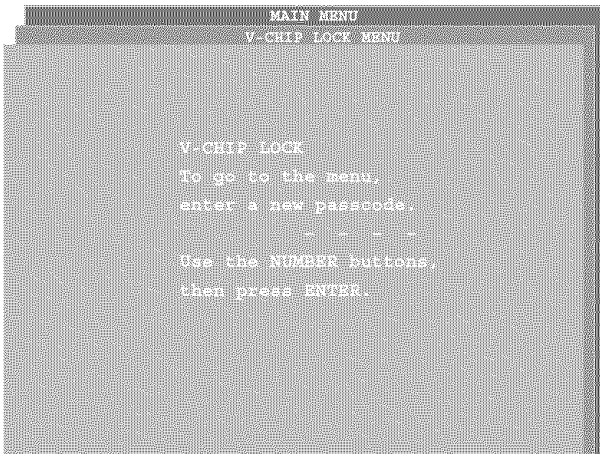 MAIN MENU
V-CHIP LOCK MENU
V-CHIP LOCK
To go to the menu,
enter a new passcode.
- - - -
Use the NUMBER buttons,
then press ENTER.